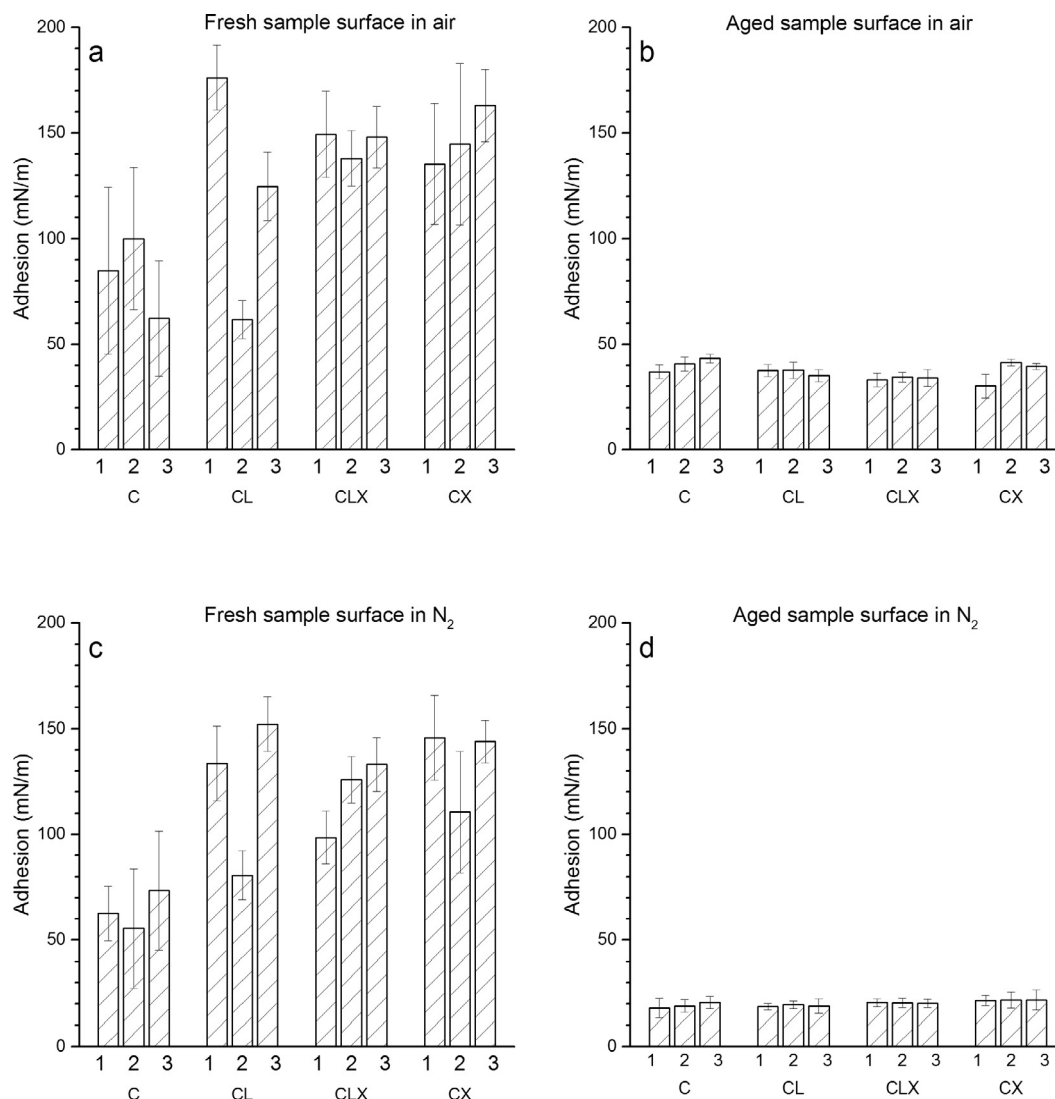 Fresh sample surface in air
a
Adhesion (mN/m)
200
150
100
50
0
1 2 3 1 2 3 1 2 3 1 2 3
C CL CLX CX
Aged sample surface in air
b
Adhesion (mN/m)
200
150
100
50
0
1 2 3 1 2 3 1 2 3 1 2 3
C CL CLX CX
Fresh sample surface in N₂
c
Adhesion (mN/m)
200
150
100
50
0
1 2 3 1 2 3 1 2 3 1 2 3
C CL CLX CX
Aged sample surface in N₂
d
Adhesion (mN/m)
200
150
100
50
0
1 2 3 1 2 3 1 2 3 1 2 3
C CL CLX CX